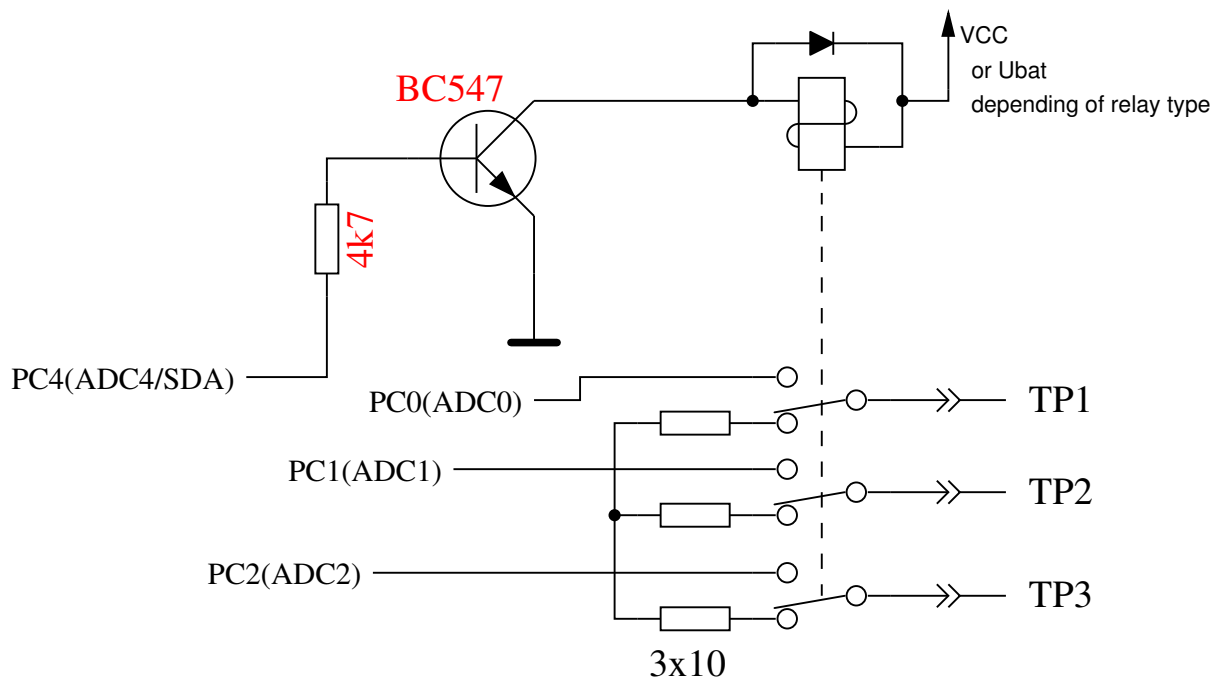 VCC
or Ubat
depending of relay type
BC547
4k7
PC4(ADC4/SDA)
PC0(ADC0)
TP1
PC1(ADC1)
TP2
PC2(ADC2)
TP3
3x10